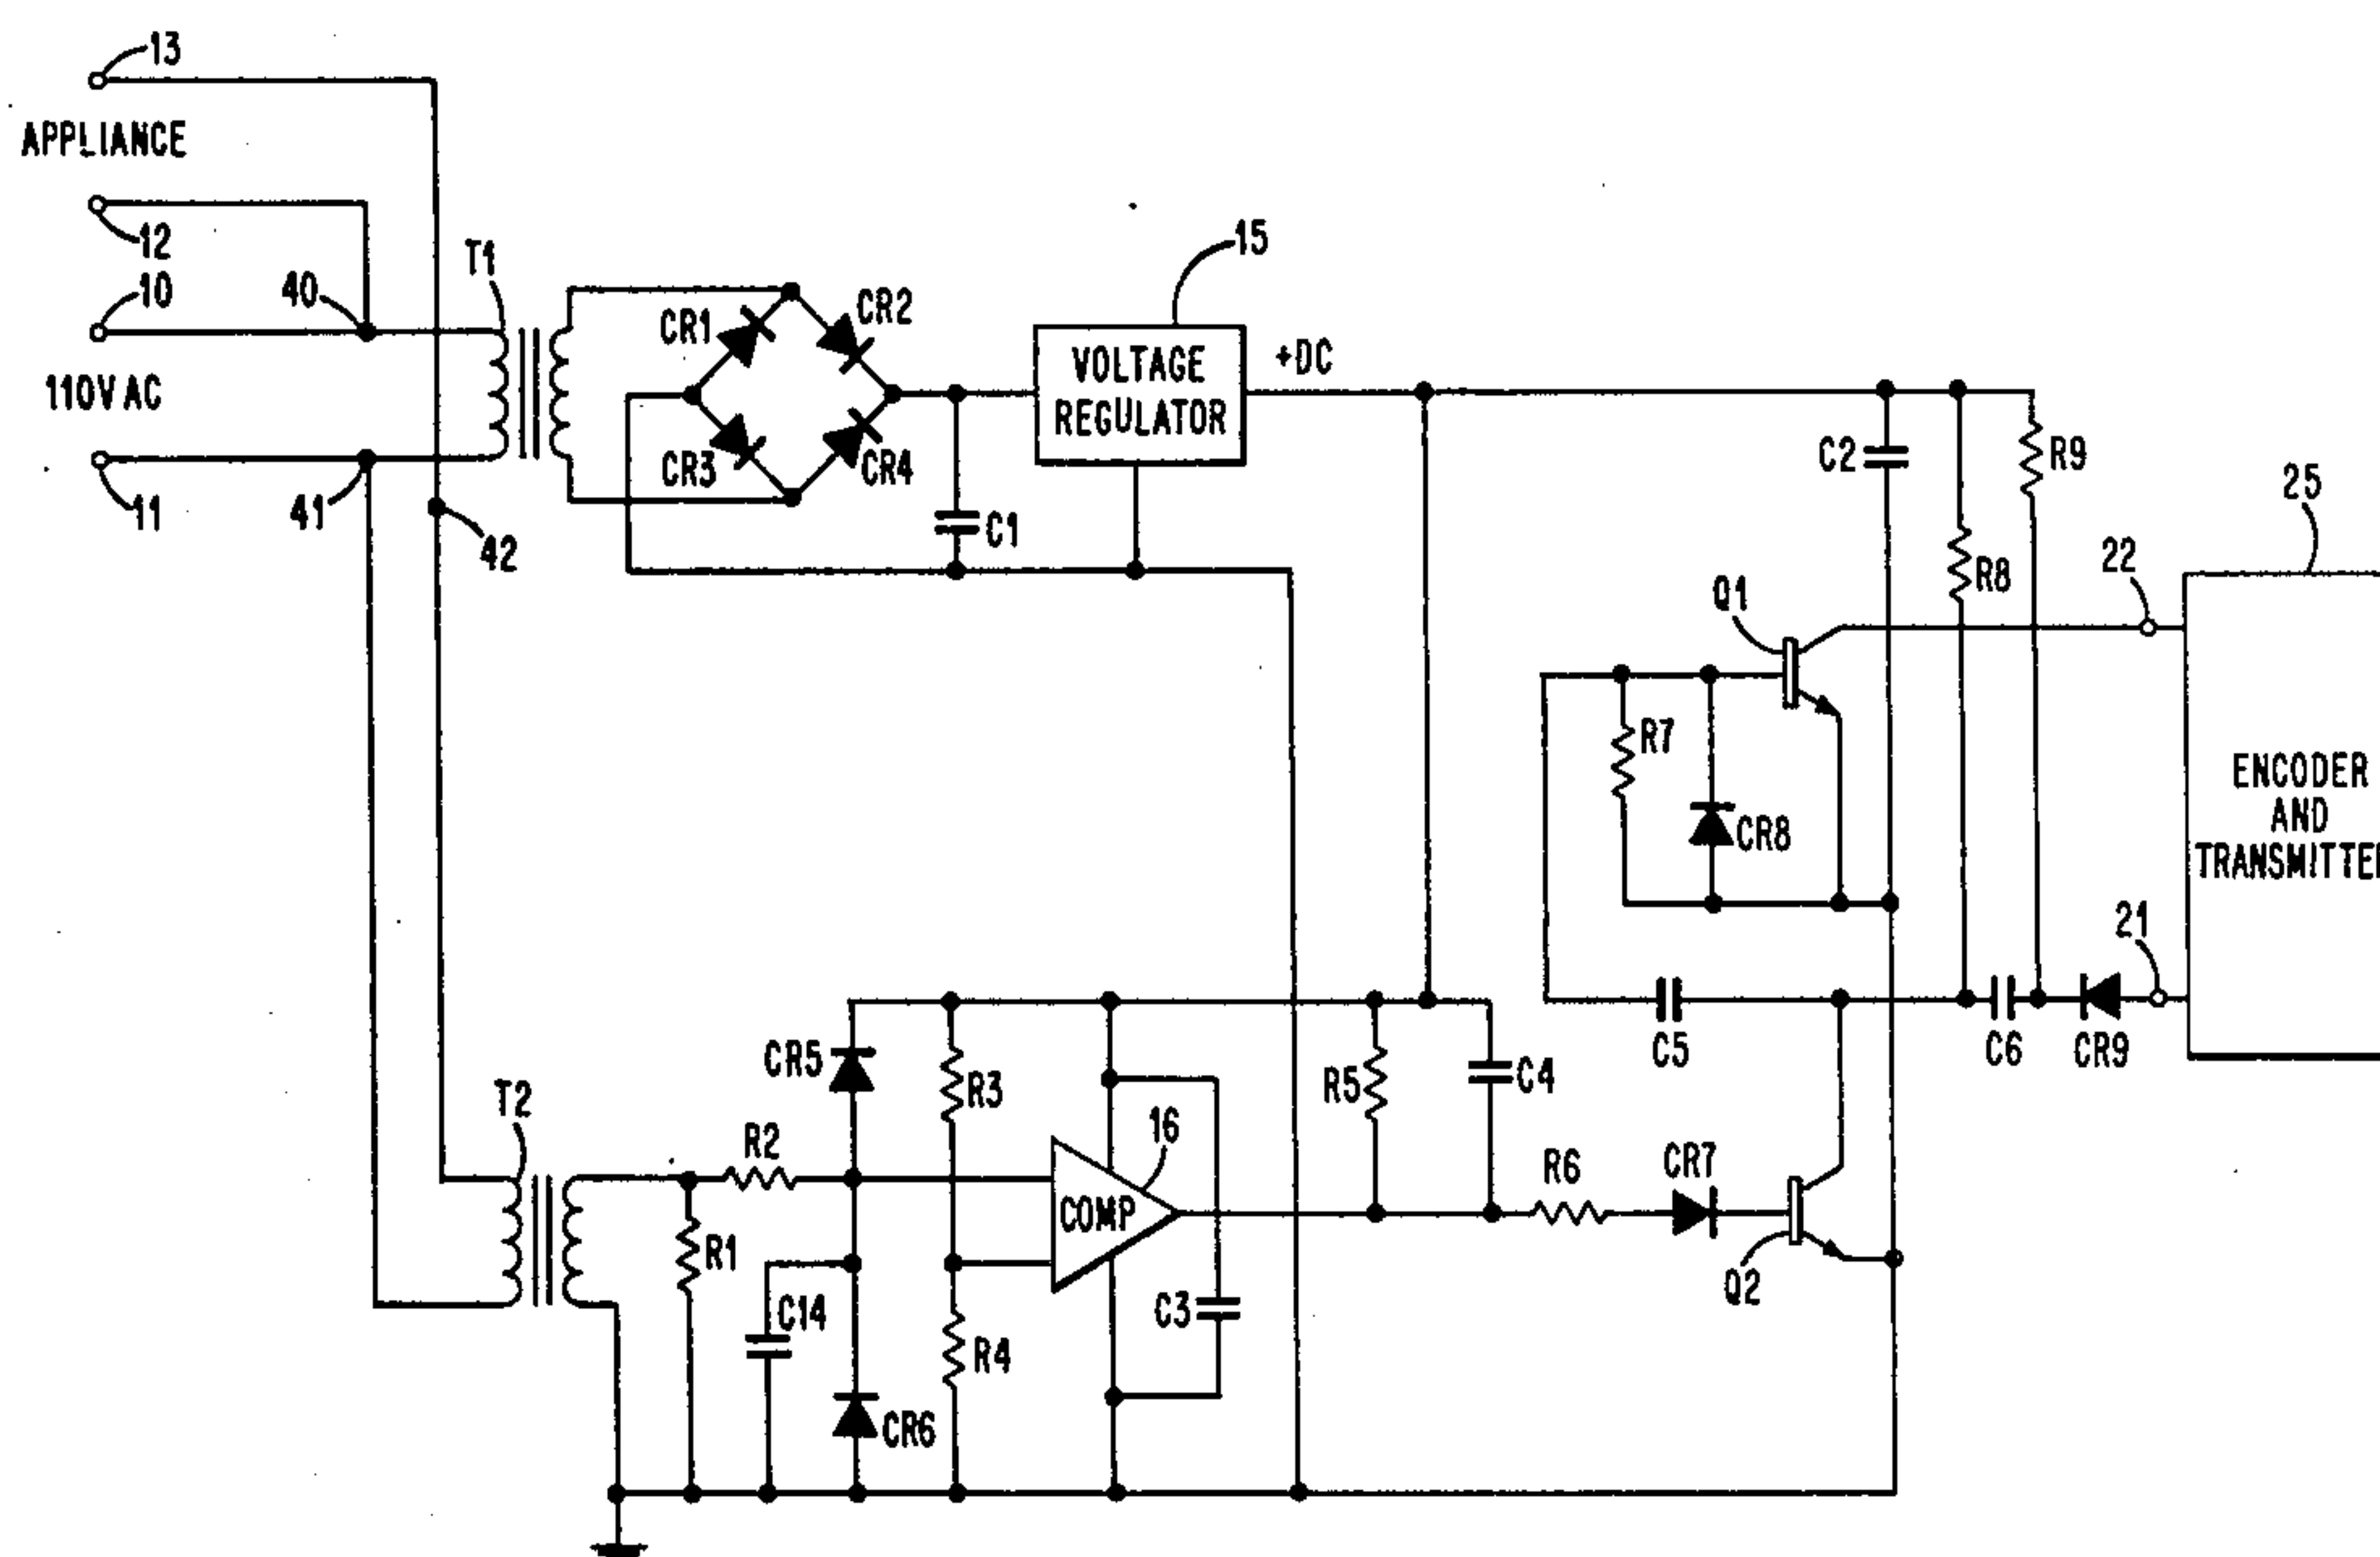 13
APPLIANCE
12
10
40
T1
110V AC
11
41
42
CR1
CR2
CR3
CR4
C1
15
VOLTAGE
REGULATOR
+DC
C2
R9
R8
25
22
Q1
R7
CR8
ENCODER
AND
21
C5
C6
CR9
CR5
R3
R5
C4
T2
R2
16
COMP
R6
CR7
R1
C14
C3
Q2
R4
CR6